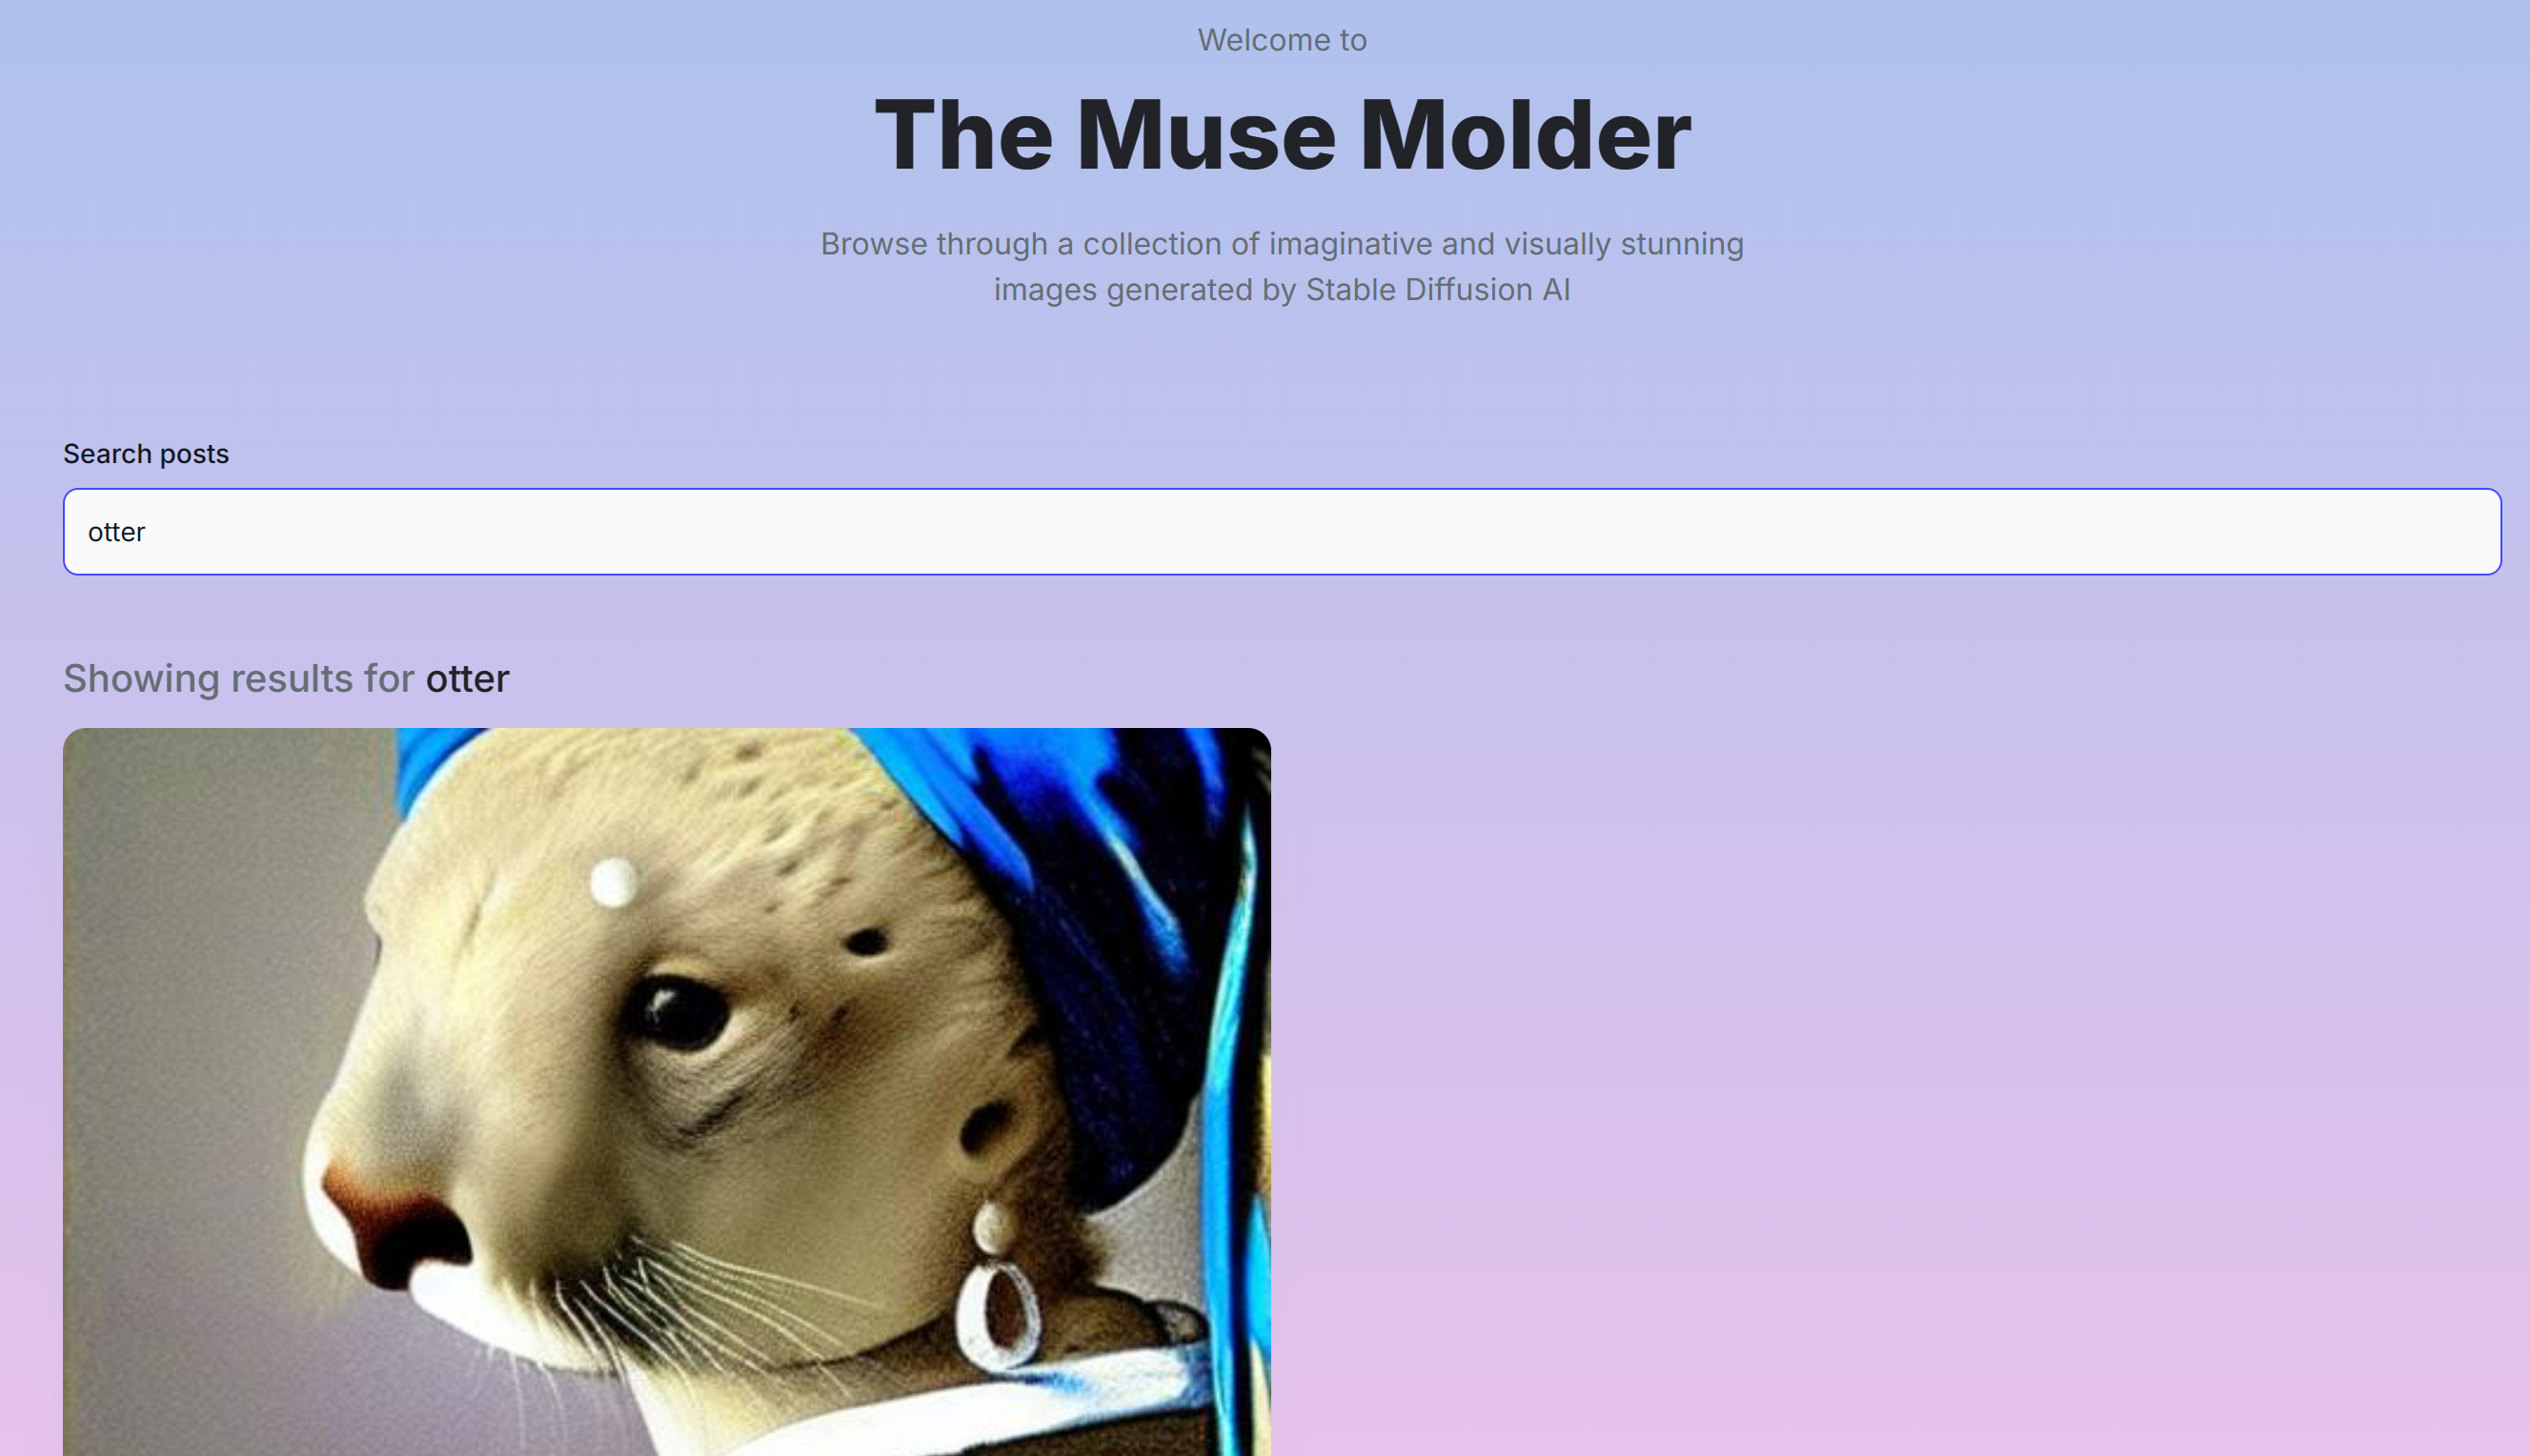 Welcome to
The Muse Molder
Browse through a collection of imaginative and visually stunning
images generated by Stable Diffusion AI
Search posts
otter
Showing results for otter